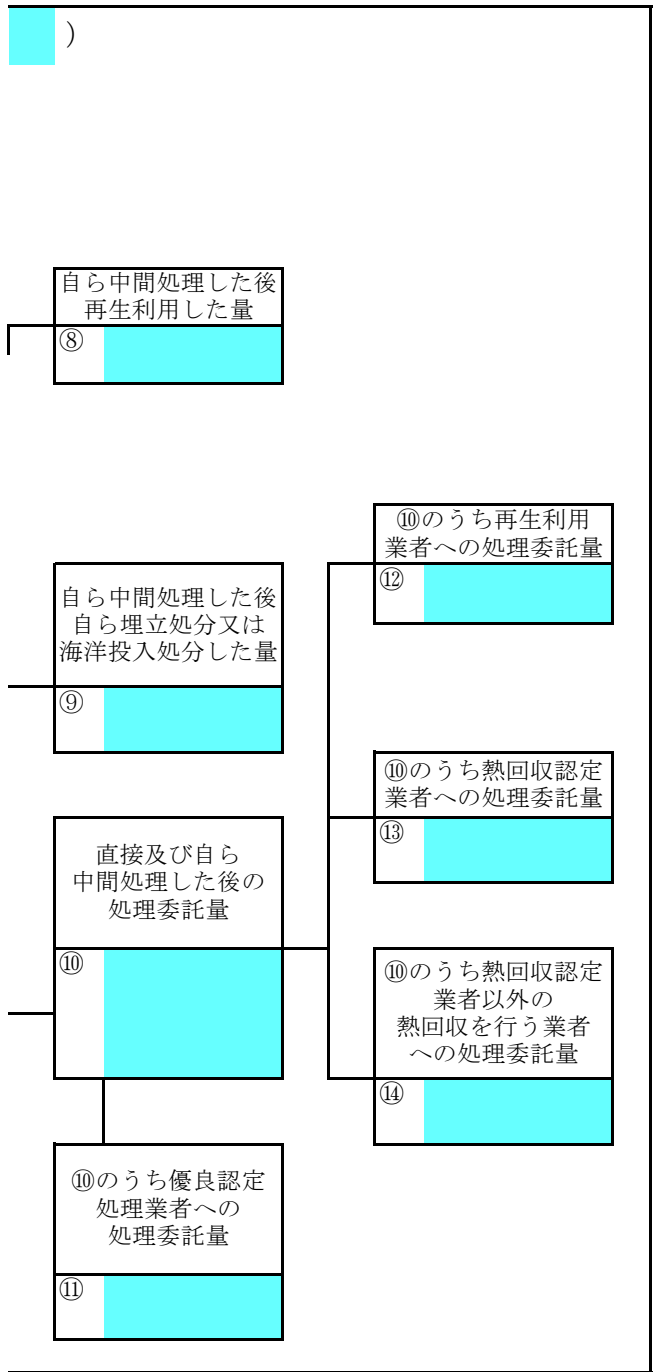 ）
自ら中間処理した後
再生利用した量
⑧
⑩のうち再生利用
業者への処理委託量
⑫
自ら中間処理した後
自ら埋立処分又は
海洋投入処分した量
⑨
⑩のうち熱回収認定
業者への処理委託量
⑬
直接及び自ら
中間処理した後の
処理委託量
⑩
⑩のうち熱回収認定
業者以外の
熱回収を行う業者
への処理委託量
⑭
⑩のうち優良認定
処理業者への
処理委託量
⑪